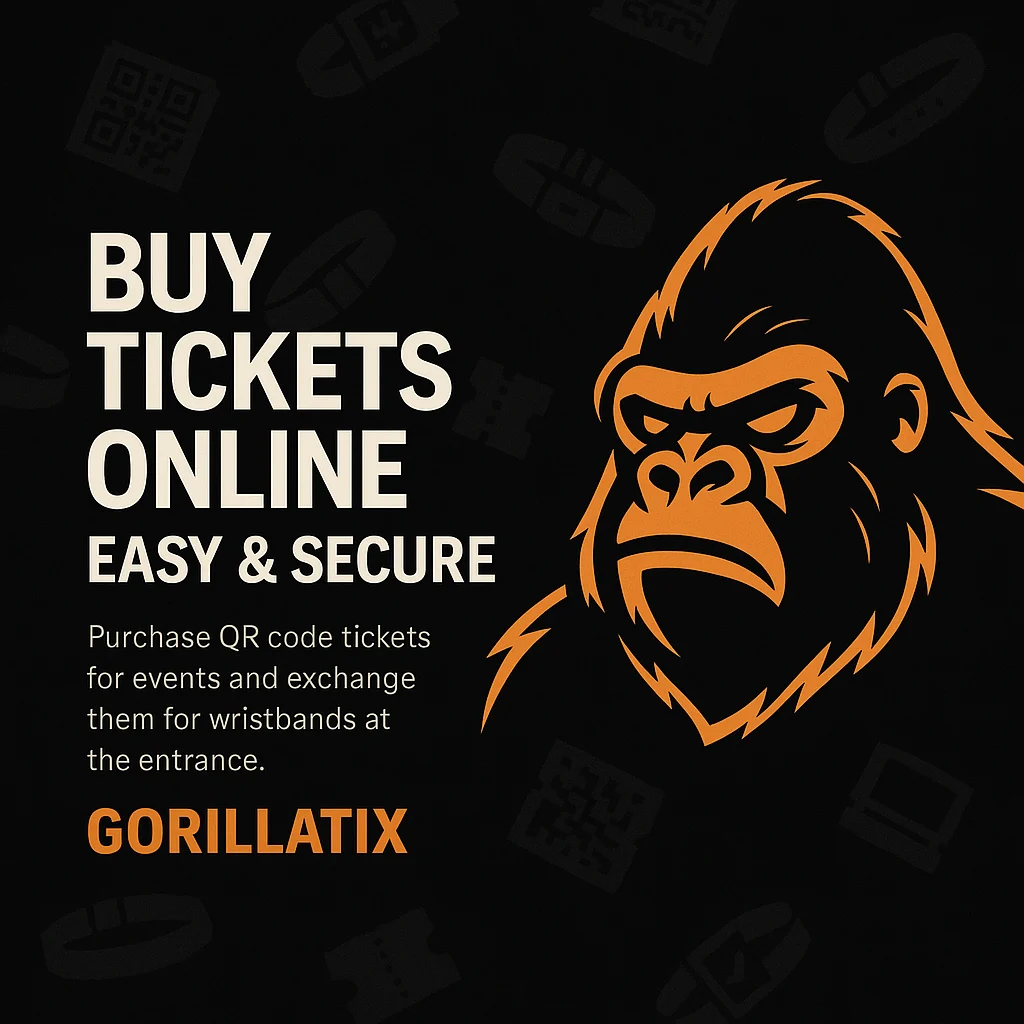 BUY
TICKETS
ONLINE
EASY & SECURE
Purchase QR code tickets
for events and exchange
them for wristbands at
the entrance.
GORILLATIX